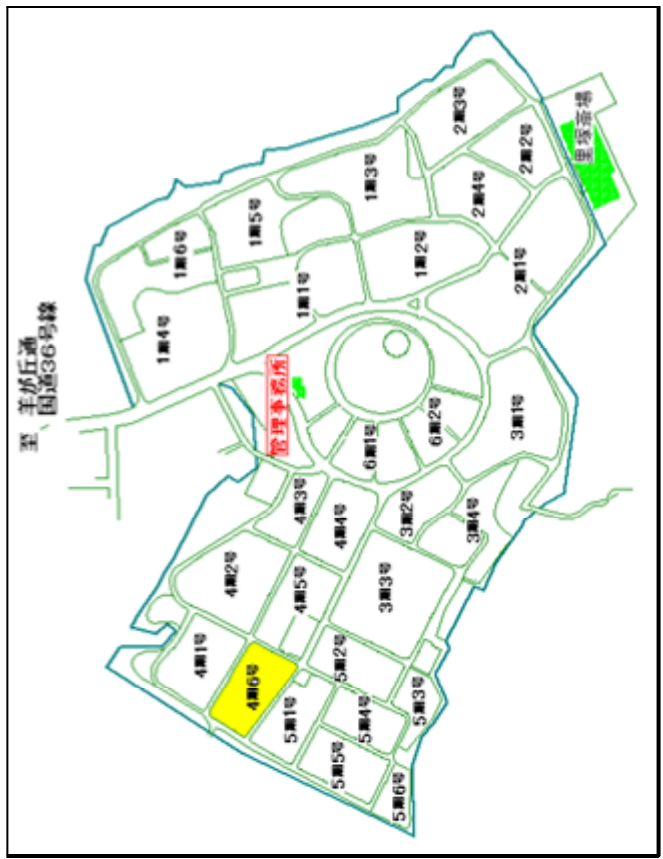 至 、 羊が丘通
国道36号線
管理事務所
里塚斎場
1期1号
1期2号
1期3号
1期4号
1期5号
1期6号
2期1号
2期2号
2期3号
2期4号
3期1号
3期2号
3期3号
3期4号
4期1号
4期2号
4期3号
4期4号
4期5号
4期6号
5期1号
5期2号
5期3号
5期4号
5期5号
5期6号
6期1号
6期2号